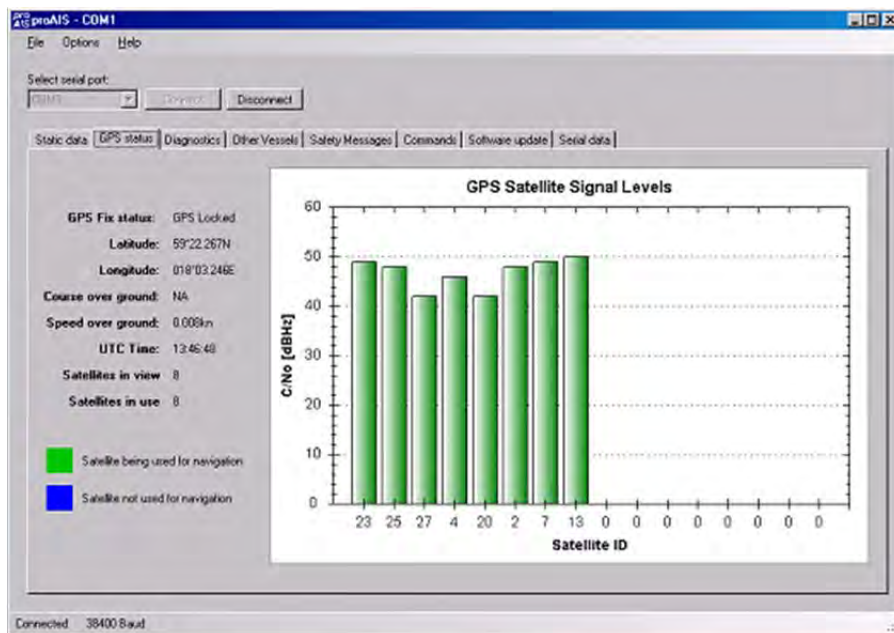 proAIS - COM1
File Options Help
Select serial port:
Connect Disconnect
Static data GPS status Diagnostics Other Vessels Safety Messages Commands Software update Serial data
GPS Fix status: GPS Locked
Latitude: 59°22.267N
Longitude: 018°03.246E
Course over ground: NA
Speed over ground: 0.008kn
UTC Time: 13:46:48
Satellites in view 8
Satellites in use 8
Satellite being used for navigation
Satellite not used for navigation
GPS Satellite Signal Levels
60
50
40
30
20
10
0
C/No [dBHz]
23 25 27 4 20 2 7 13 0 0 0 0 0 0 0 0
Satellite ID
Connected 38400 Baud